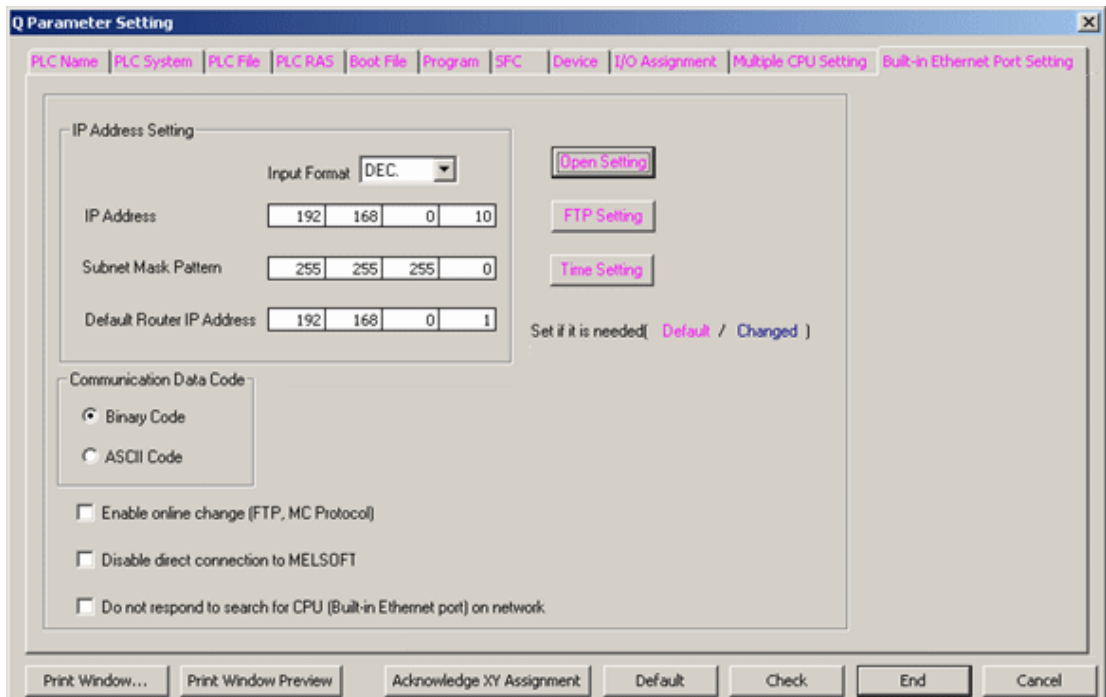 Q Parameter Setting
PLC Name PLC System PLC File PLC RAS Boot File Program SFC Device I/O Assignment Multiple CPU Setting Built-in Ethernet Port Setting
IP Address Setting
Input Format DEC.
IP Address 192 168 0 10
Subnet Mask Pattern 255 255 255 0
Default Router IP Address 192 168 0 1
Open Setting
FTP Setting
Time Setting
Set if it is needed( Default / Changed )
Communication Data Code
Binary Code
ASCII Code
Enable online change (FTP, MC Protocol)
Disable direct connection to MELSOFT
Do not respond to search for CPU (Built-in Ethernet port) on network
Print Window... Print Window Preview Acknowledge XY Assignment Default Check End Cancel